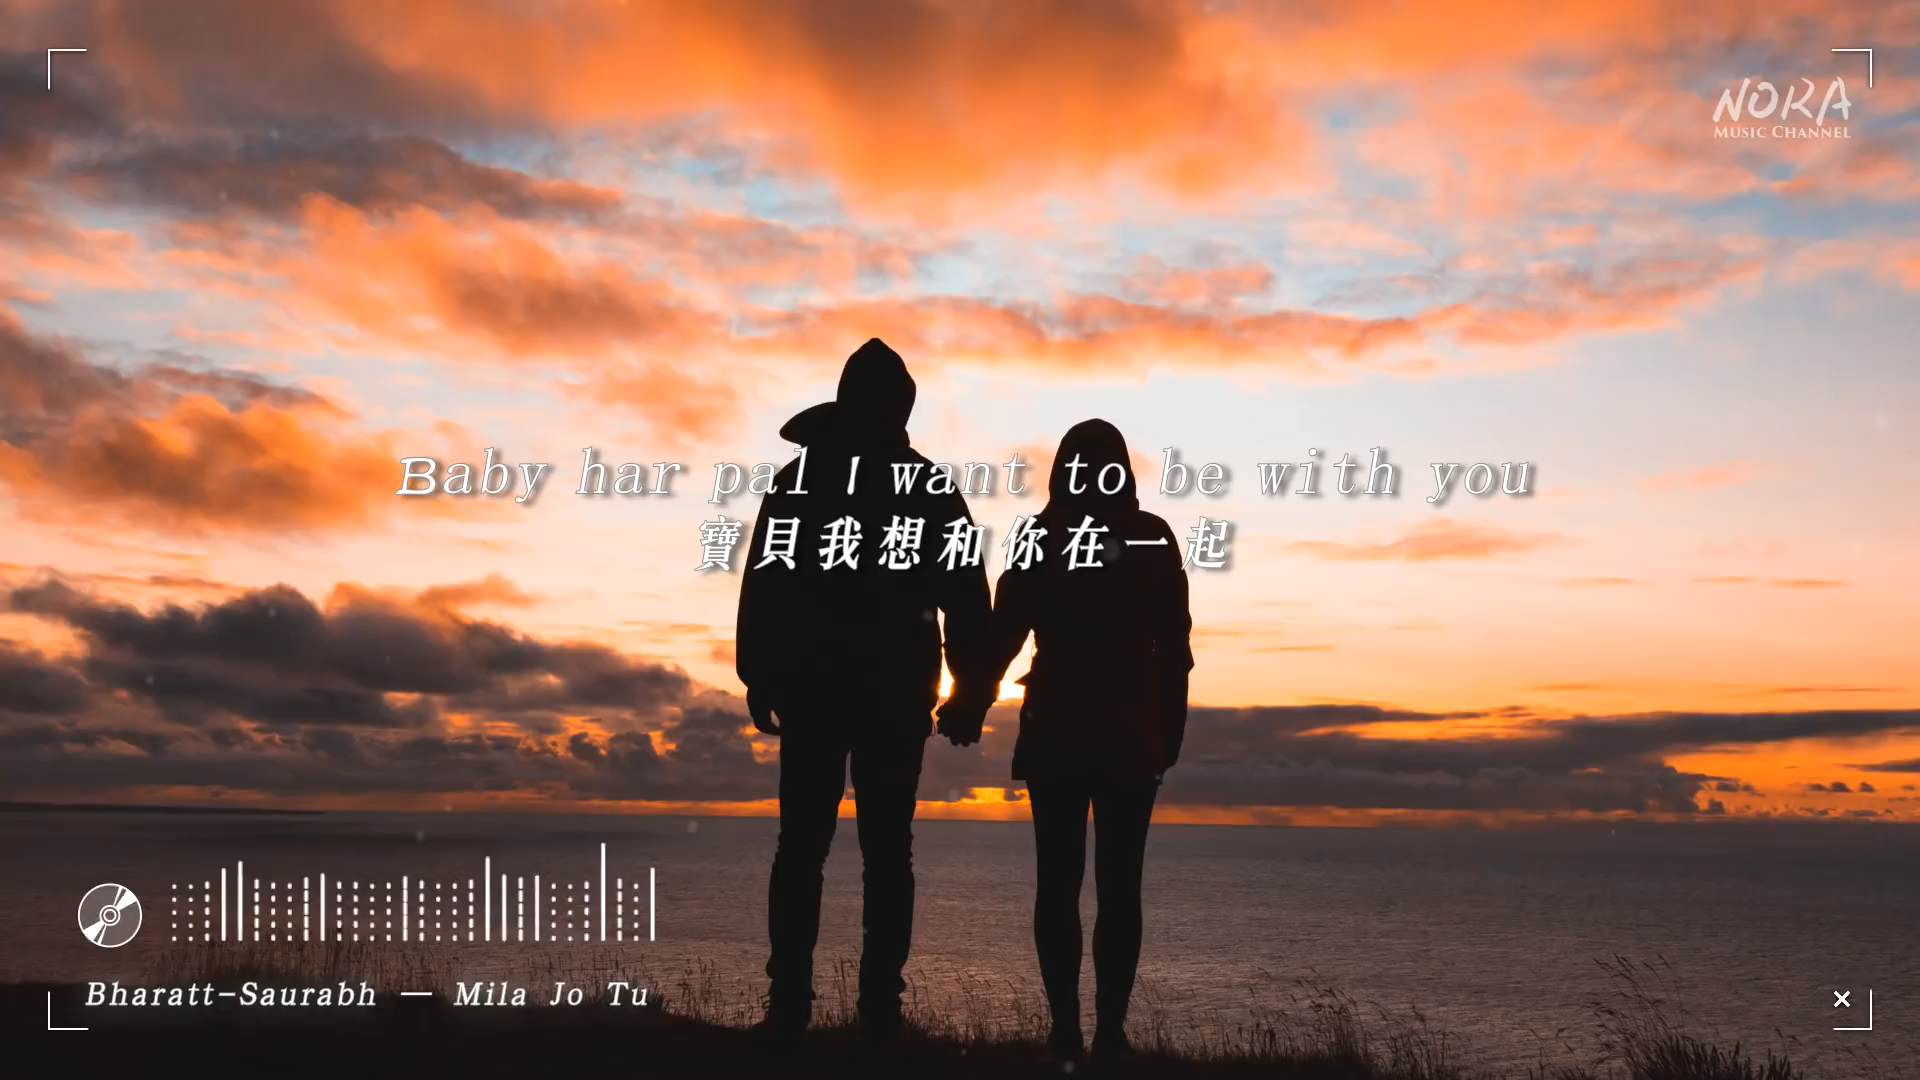 NORA
MUSIC CHANNEL
Baby har pal I want to be with you
寶貝我想和你在一起
Bharatt-Saurabh — Mila Jo Tu